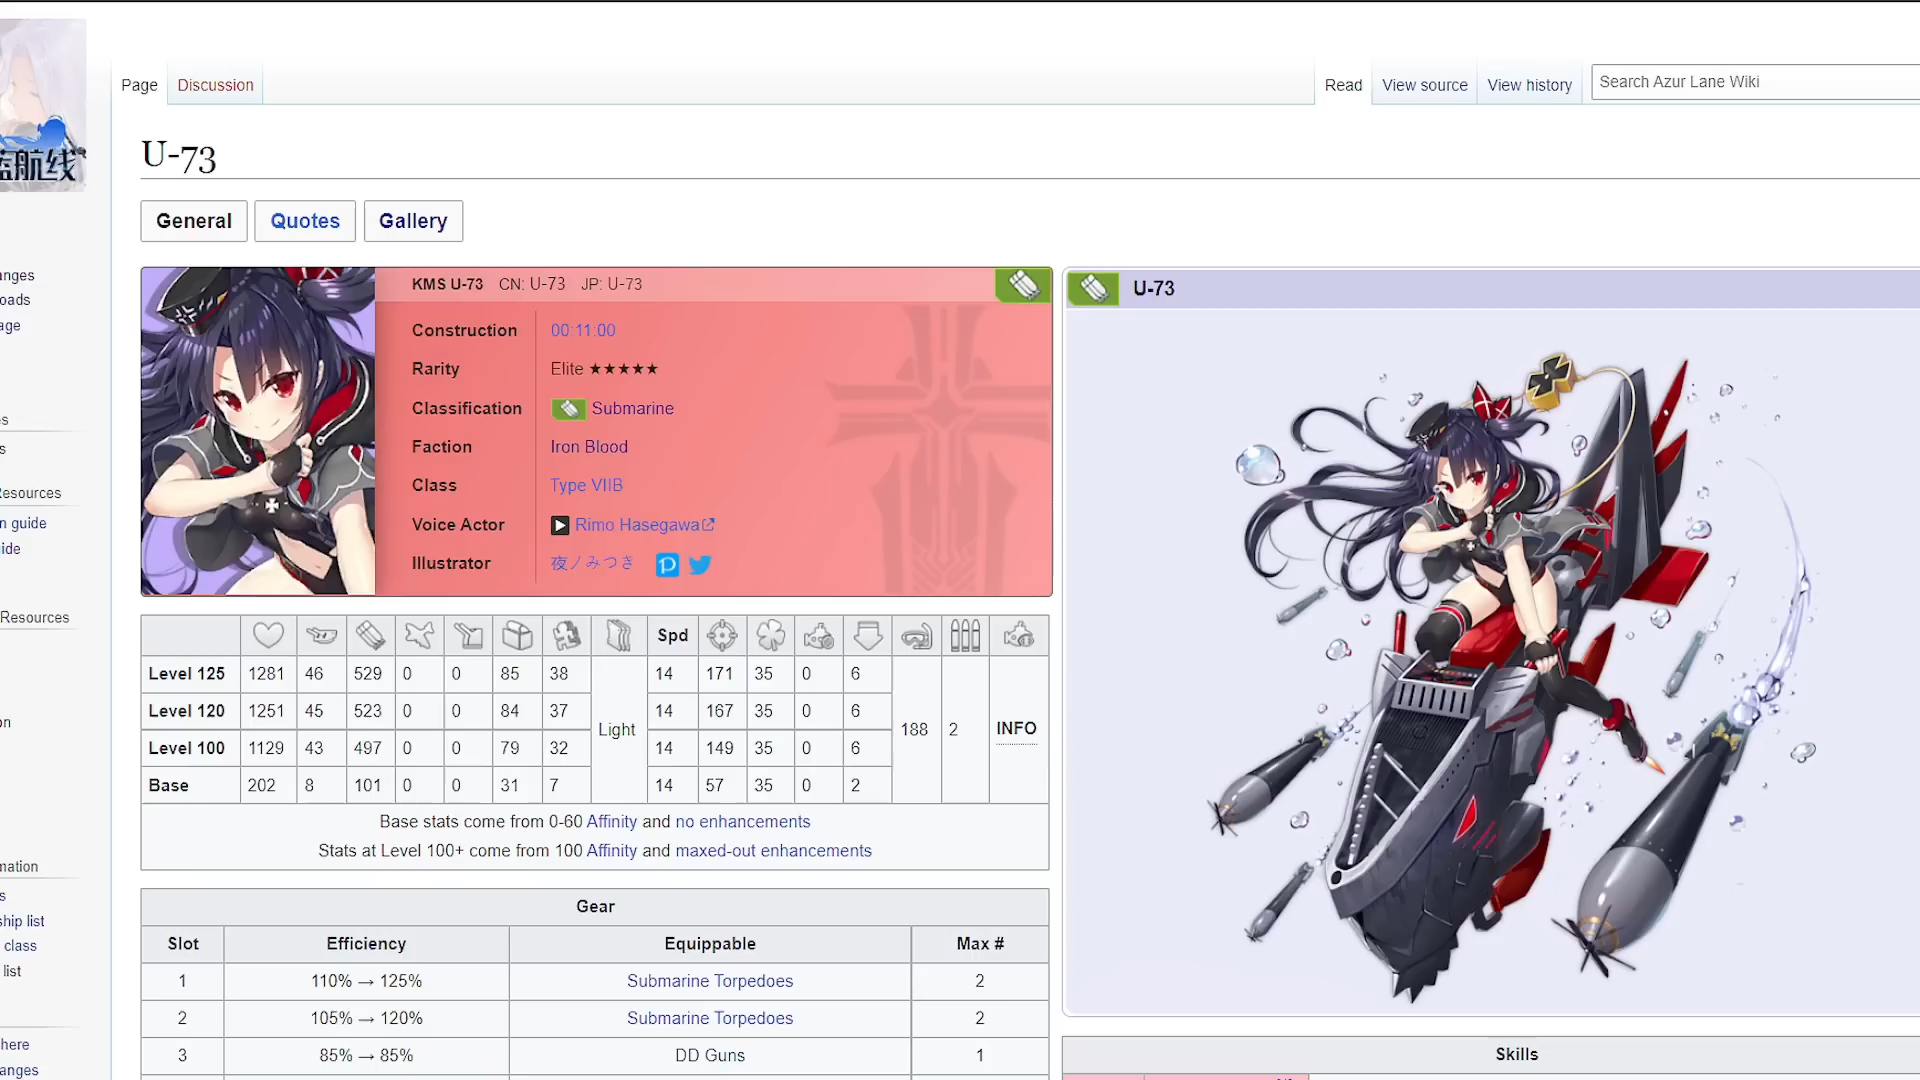 Page
Discussion
Read
View source
View history
Search Azur Lane Wiki
蓝航线
U-73
General
Quotes
Gallery
anges
oads
age
s
Resources
n guide
ide
Resources
on
mation
s
ship list
class
list
here
anges
KMS U-73 CN: U-73 JP: U-73
Construction 00:11:00
Rarity Elite ★★★★★
Classification Submarine
Faction Iron Blood
Class Type VIIB
Voice Actor Rimo Hasegawa
Illustrator 夜ノみつき
Spd
Level 125 1281 46 529 0 0 85 38 14 171 35 0 6
Level 120 1251 45 523 0 0 84 37 14 167 35 0 6
Light 188 2 INFO
Level 100 1129 43 497 0 0 79 32 14 149 35 0 6
Base 202 8 101 0 0 31 7 14 57 35 0 2
Base stats come from 0-60 Affinity and no enhancements
Stats at Level 100+ come from 100 Affinity and maxed-out enhancements
Gear
Slot Efficiency Equippable Max #
1 110% → 125% Submarine Torpedoes 2
2 105% → 120% Submarine Torpedoes 2
3 85% → 85% DD Guns 1
U-73
Skills